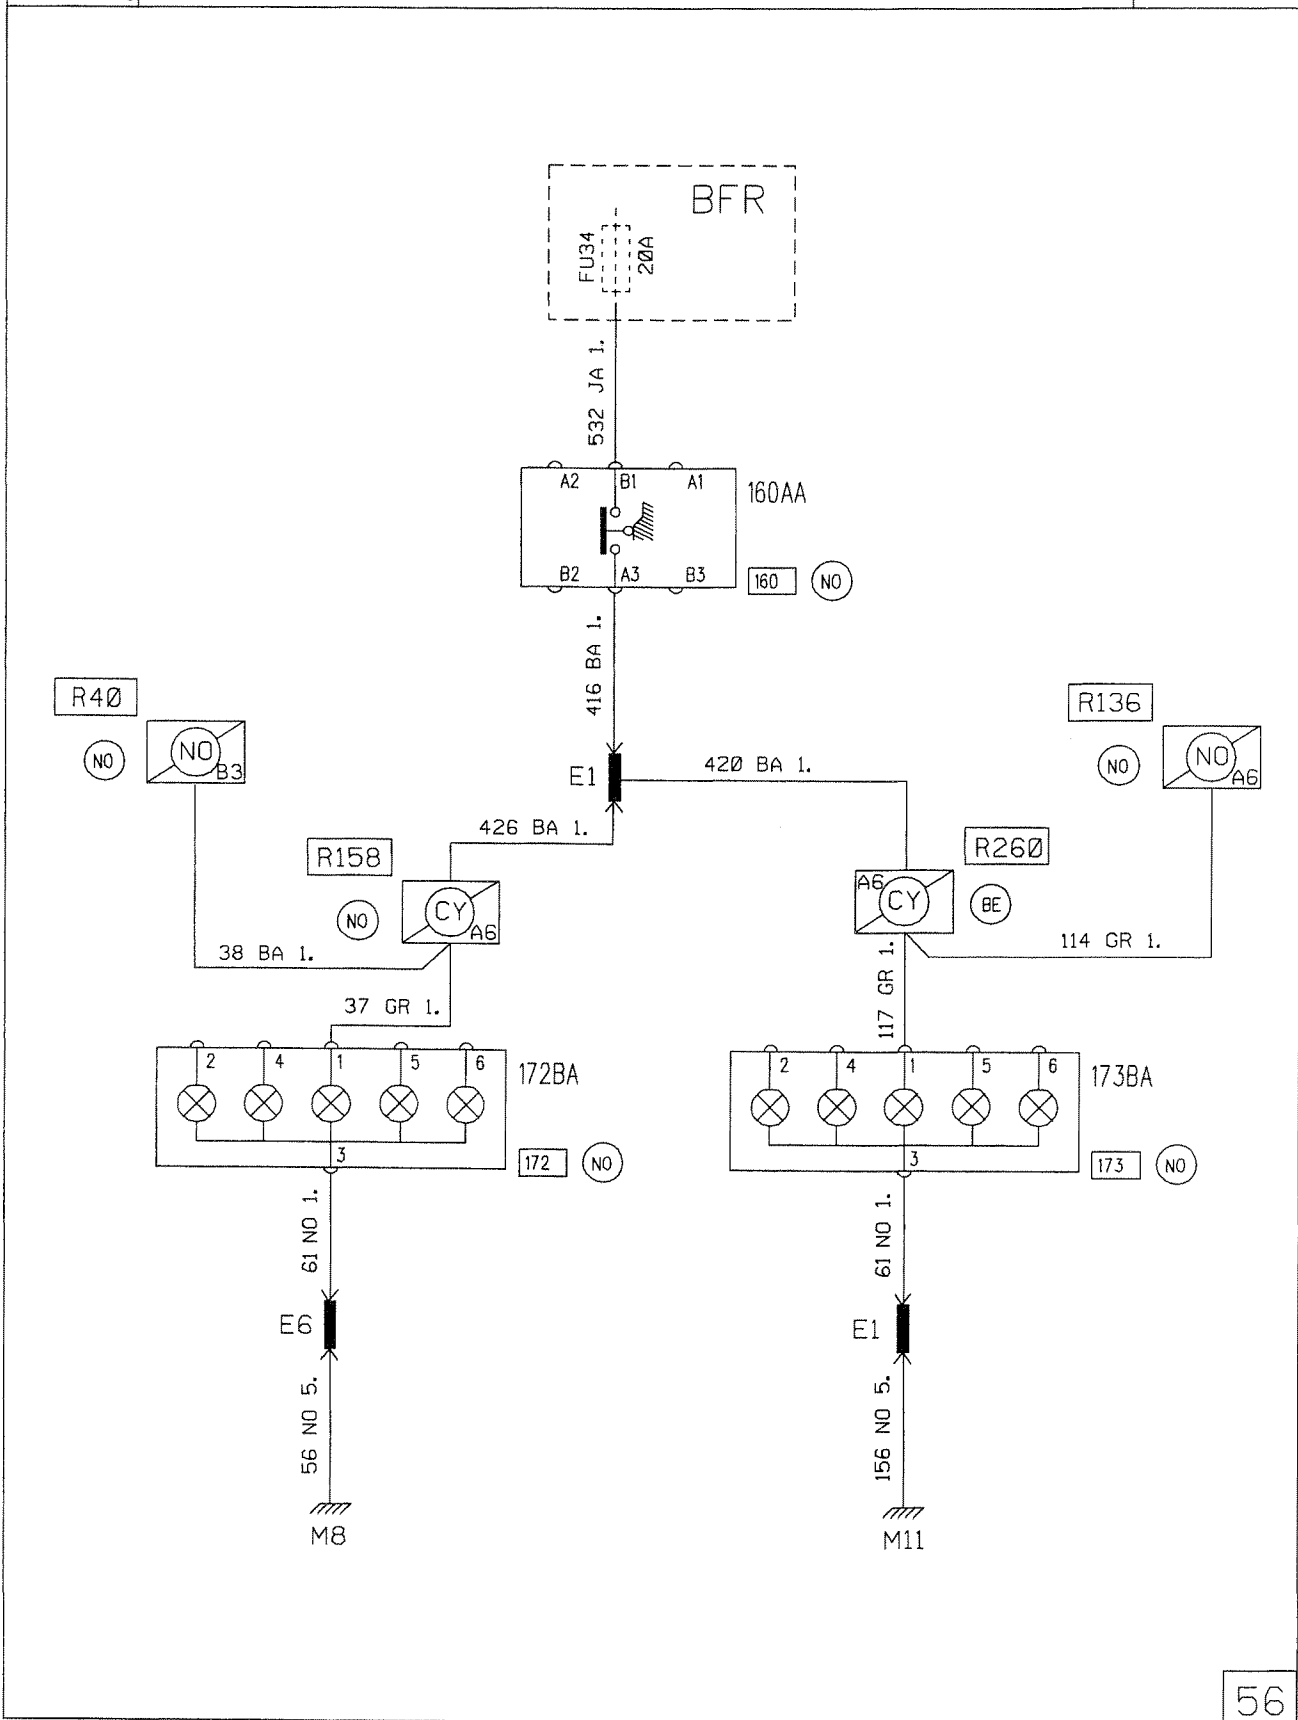 BFR
FU34
20A
532 JA 1.
A2 B1 A1
160AA
B2 A3 B3
160 NO
416 BA 1.
R40
NO
NO
B3
R136
NO
NO
A6
E1
420 BA 1.
426 BA 1.
R158
NO
CY
A6
R260
A6
CY
BE
38 BA 1.
114 GR 1.
37 GR 1.
117 GR 1.
2 4 1 5 6
172BA
3
172 NO
2 4 1 5 6
173BA
3
173 NO
61 NO 1.
61 NO 1.
E6
E1
56 NO 5.
156 NO 5.
M8
M11
56